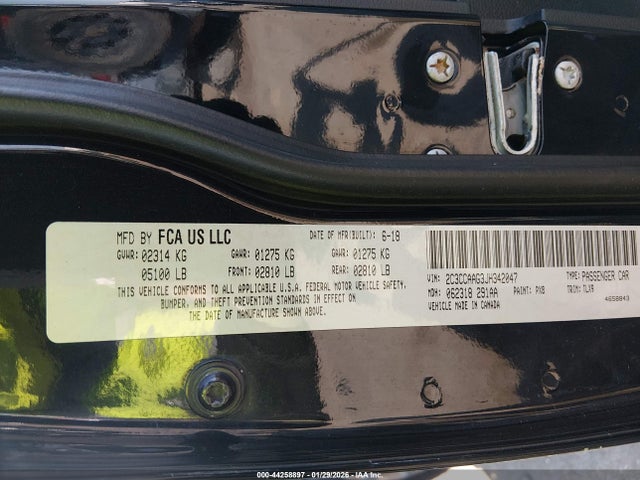 MFD BY FCA US LLC DATE OF MFR(BUILT): 6-18
GVWR: 02314 KG GAWR: 01275 KG GAWR: 01275 KG
05100 LB FRONT: 02810 LB REAR: 02810 LB
THIS VEHICLE CONFORMS TO ALL APPLICABLE U.S.A. FEDERAL MOTOR VEHICLE SAFETY,
BUMPER, AND THEFT PREVENTION STANDARDS IN EFFECT ON
THE DATE OF MANUFACTURE SHOWN ABOVE.
VIN: 2C3CCAAG3JH342047 TYPE: PASSENGER CAR
MDH: 062318 291AA PAINT: PX8 TRIM: TLX9
VEHICLE MADE IN CANADA 4658843
000-44258897 - 01/29/2026 - IAA Inc.